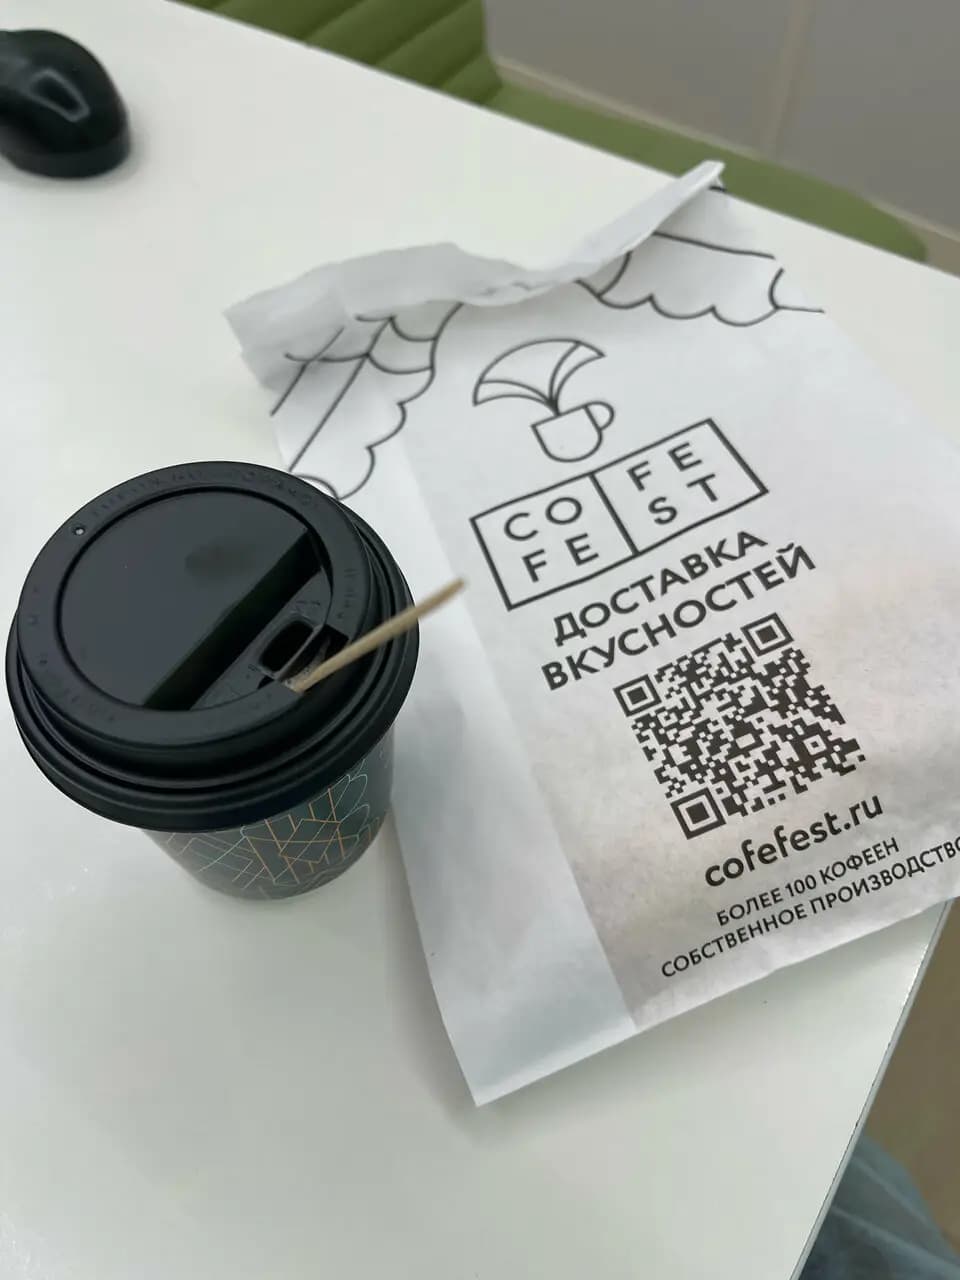 CO FE
FE ST
ДОСТАВКА
ВКУСНОСТЕЙ
cofefest.ru
БОЛЕЕ 100 КОФЕЕН
СОБСТВЕННОЕ ПРОИЗВОДСТВО